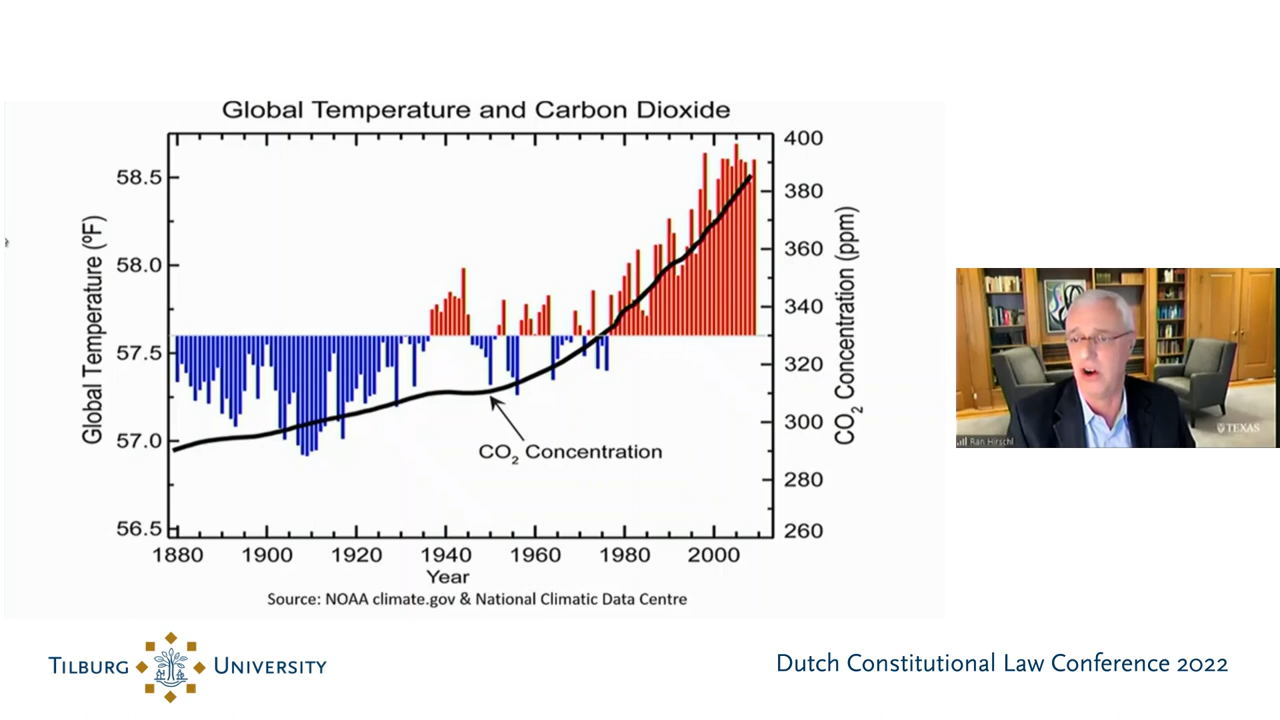 Global Temperature and Carbon Dioxide
Global Temperature (ºF)
58.5
58.0
57.5
57.0
56.5
400
380
360
340
320
300
280
260
CO2 Concentration (ppm)
CO2 Concentration
1880 1900 1920 1940 1960 1980 2000
Year
Source: NOAA climate.gov & National Climatic Data Centre
Ran Hirschl
TEXAS
TILBURG UNIVERSITY
Dutch Constitutional Law Conference 2022